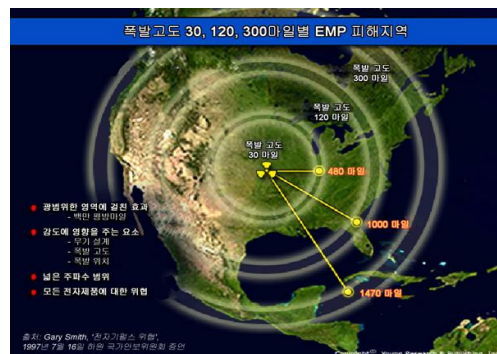 폭발고도 30, 120, 300마일별 EMP 피해지역
폭발 고도
300 마일
폭발 고도
120 마일
폭발 고도
30 마일
480 마일
1000 마일
1470 마일
광범위한 영역에 걸친 효과
- 백만 평방마일
강도에 영향을 주는 요소
- 무기 설계
- 폭발 고도
- 폭발 위치
넓은 주파수 범위
모든 전자제품에 대한 위협
출처: Gary Smith, '전자기펄스 위협',
1997년 7월 16일 하원 국가안보위원회 증언
Copyright© Young Research & Publishing